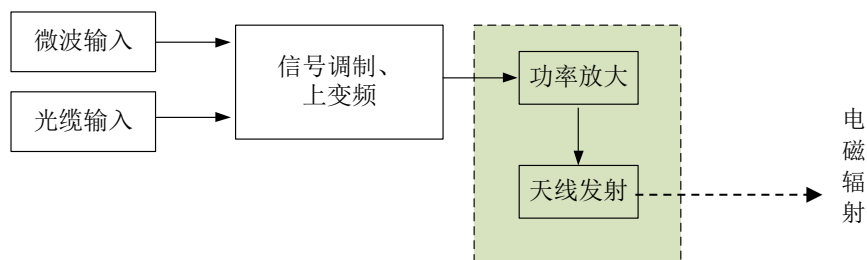 微波输入
光缆输入
信号调制、
上变频
功率放大
天线发射
电
磁
辐
射